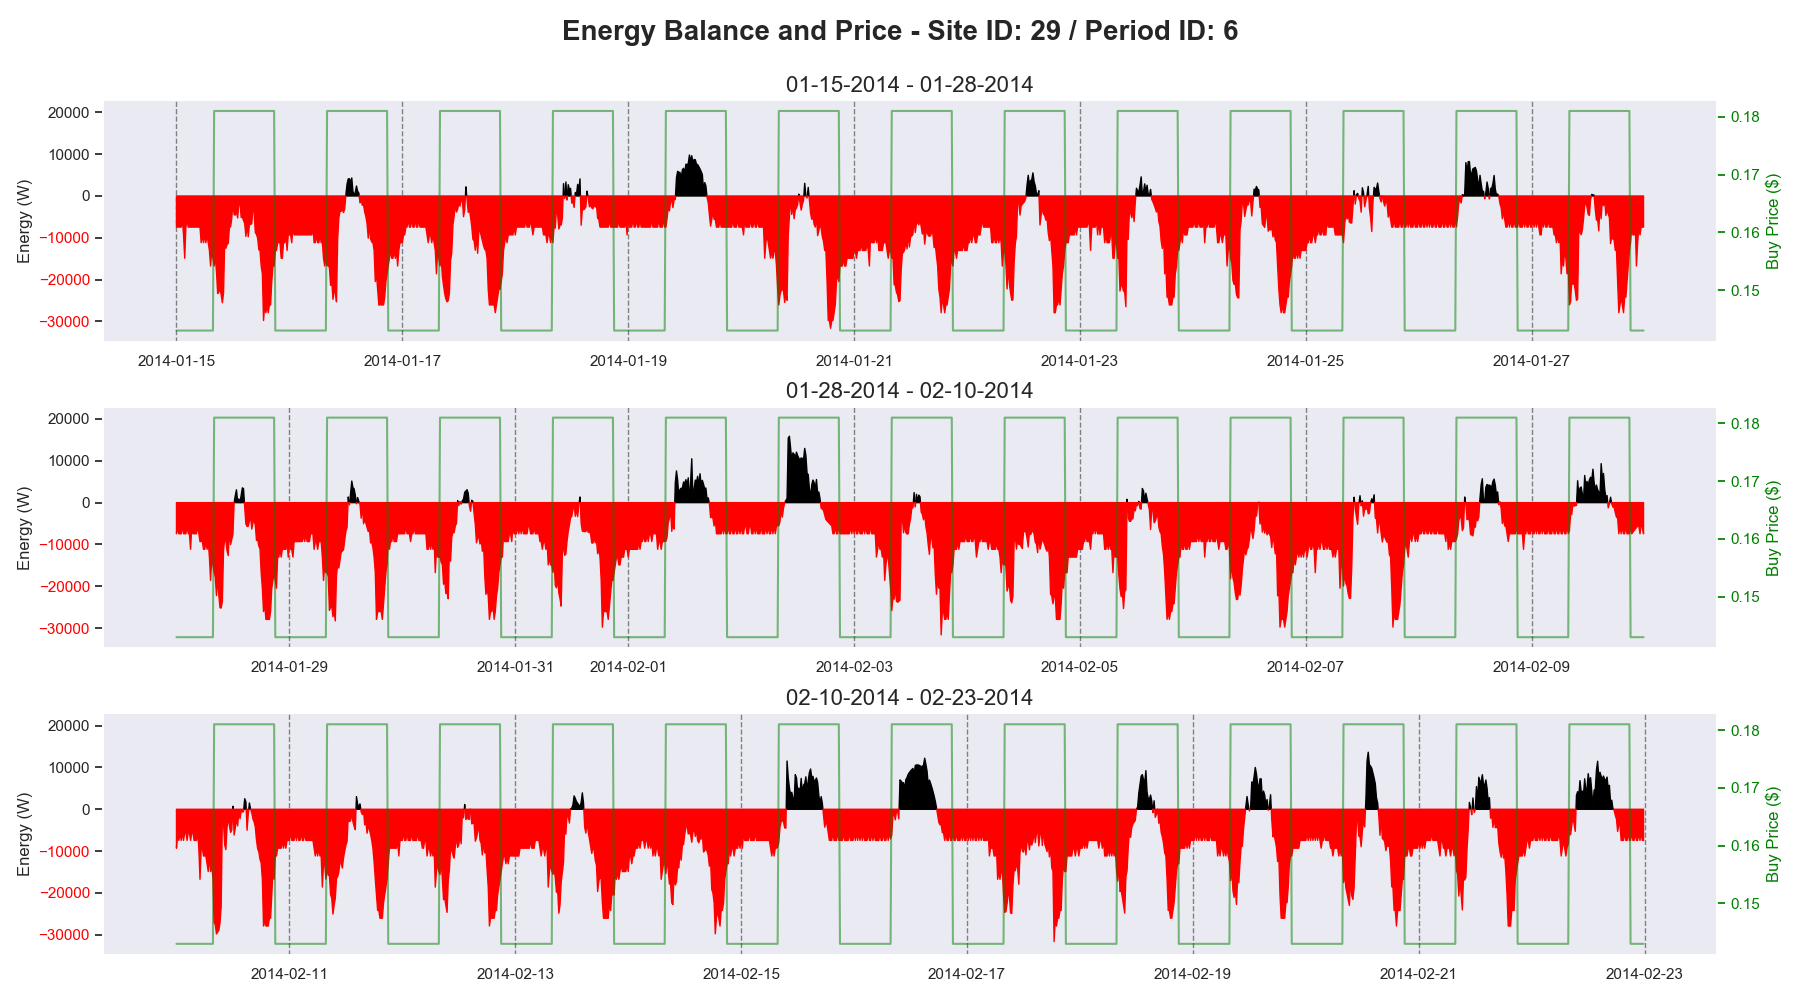 Energy Balance and Price - Site ID: 29 / Period ID: 6
01-15-2014 - 01-28-2014
20000
10000
0
−10000
−20000
−30000
Energy (W)
0.18
0.17
0.16
0.15
Buy Price ($)
2014-01-15 2014-01-17 2014-01-19 2014-01-21 2014-01-23 2014-01-25 2014-01-27
01-28-2014 - 02-10-2014
20000
10000
0
−10000
−20000
−30000
Energy (W)
0.18
0.17
0.16
0.15
Buy Price ($)
2014-01-29 2014-01-31 2014-02-01 2014-02-03 2014-02-05 2014-02-07 2014-02-09
02-10-2014 - 02-23-2014
20000
10000
0
−10000
−20000
−30000
Energy (W)
0.18
0.17
0.16
0.15
Buy Price ($)
2014-02-11 2014-02-13 2014-02-15 2014-02-17 2014-02-19 2014-02-21 2014-02-23